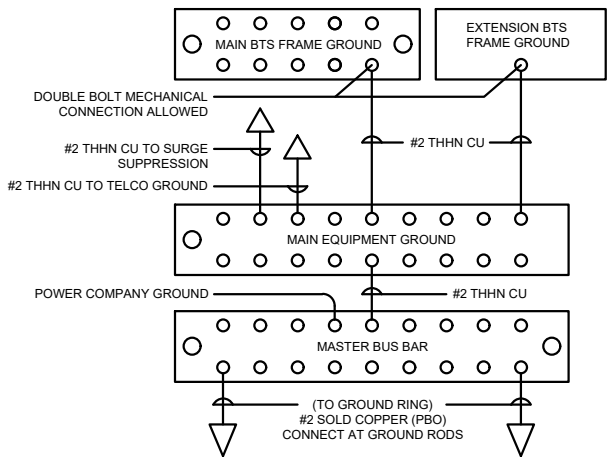 MAIN BTS FRAME GROUND
EXTENSION BTS
FRAME GROUND
DOUBLE BOLT MECHANICAL
CONNECTION ALLOWED
#2 THHN CU TO SURGE
SUPPRESSION
#2 THHN CU
#2 THHN CU TO TELCO GROUND
MAIN EQUIPMENT GROUND
POWER COMPANY GROUND
#2 THHN CU
MASTER BUS BAR
(TO GROUND RING)
#2 SOLD COPPER (PBO)
CONNECT AT GROUND RODS